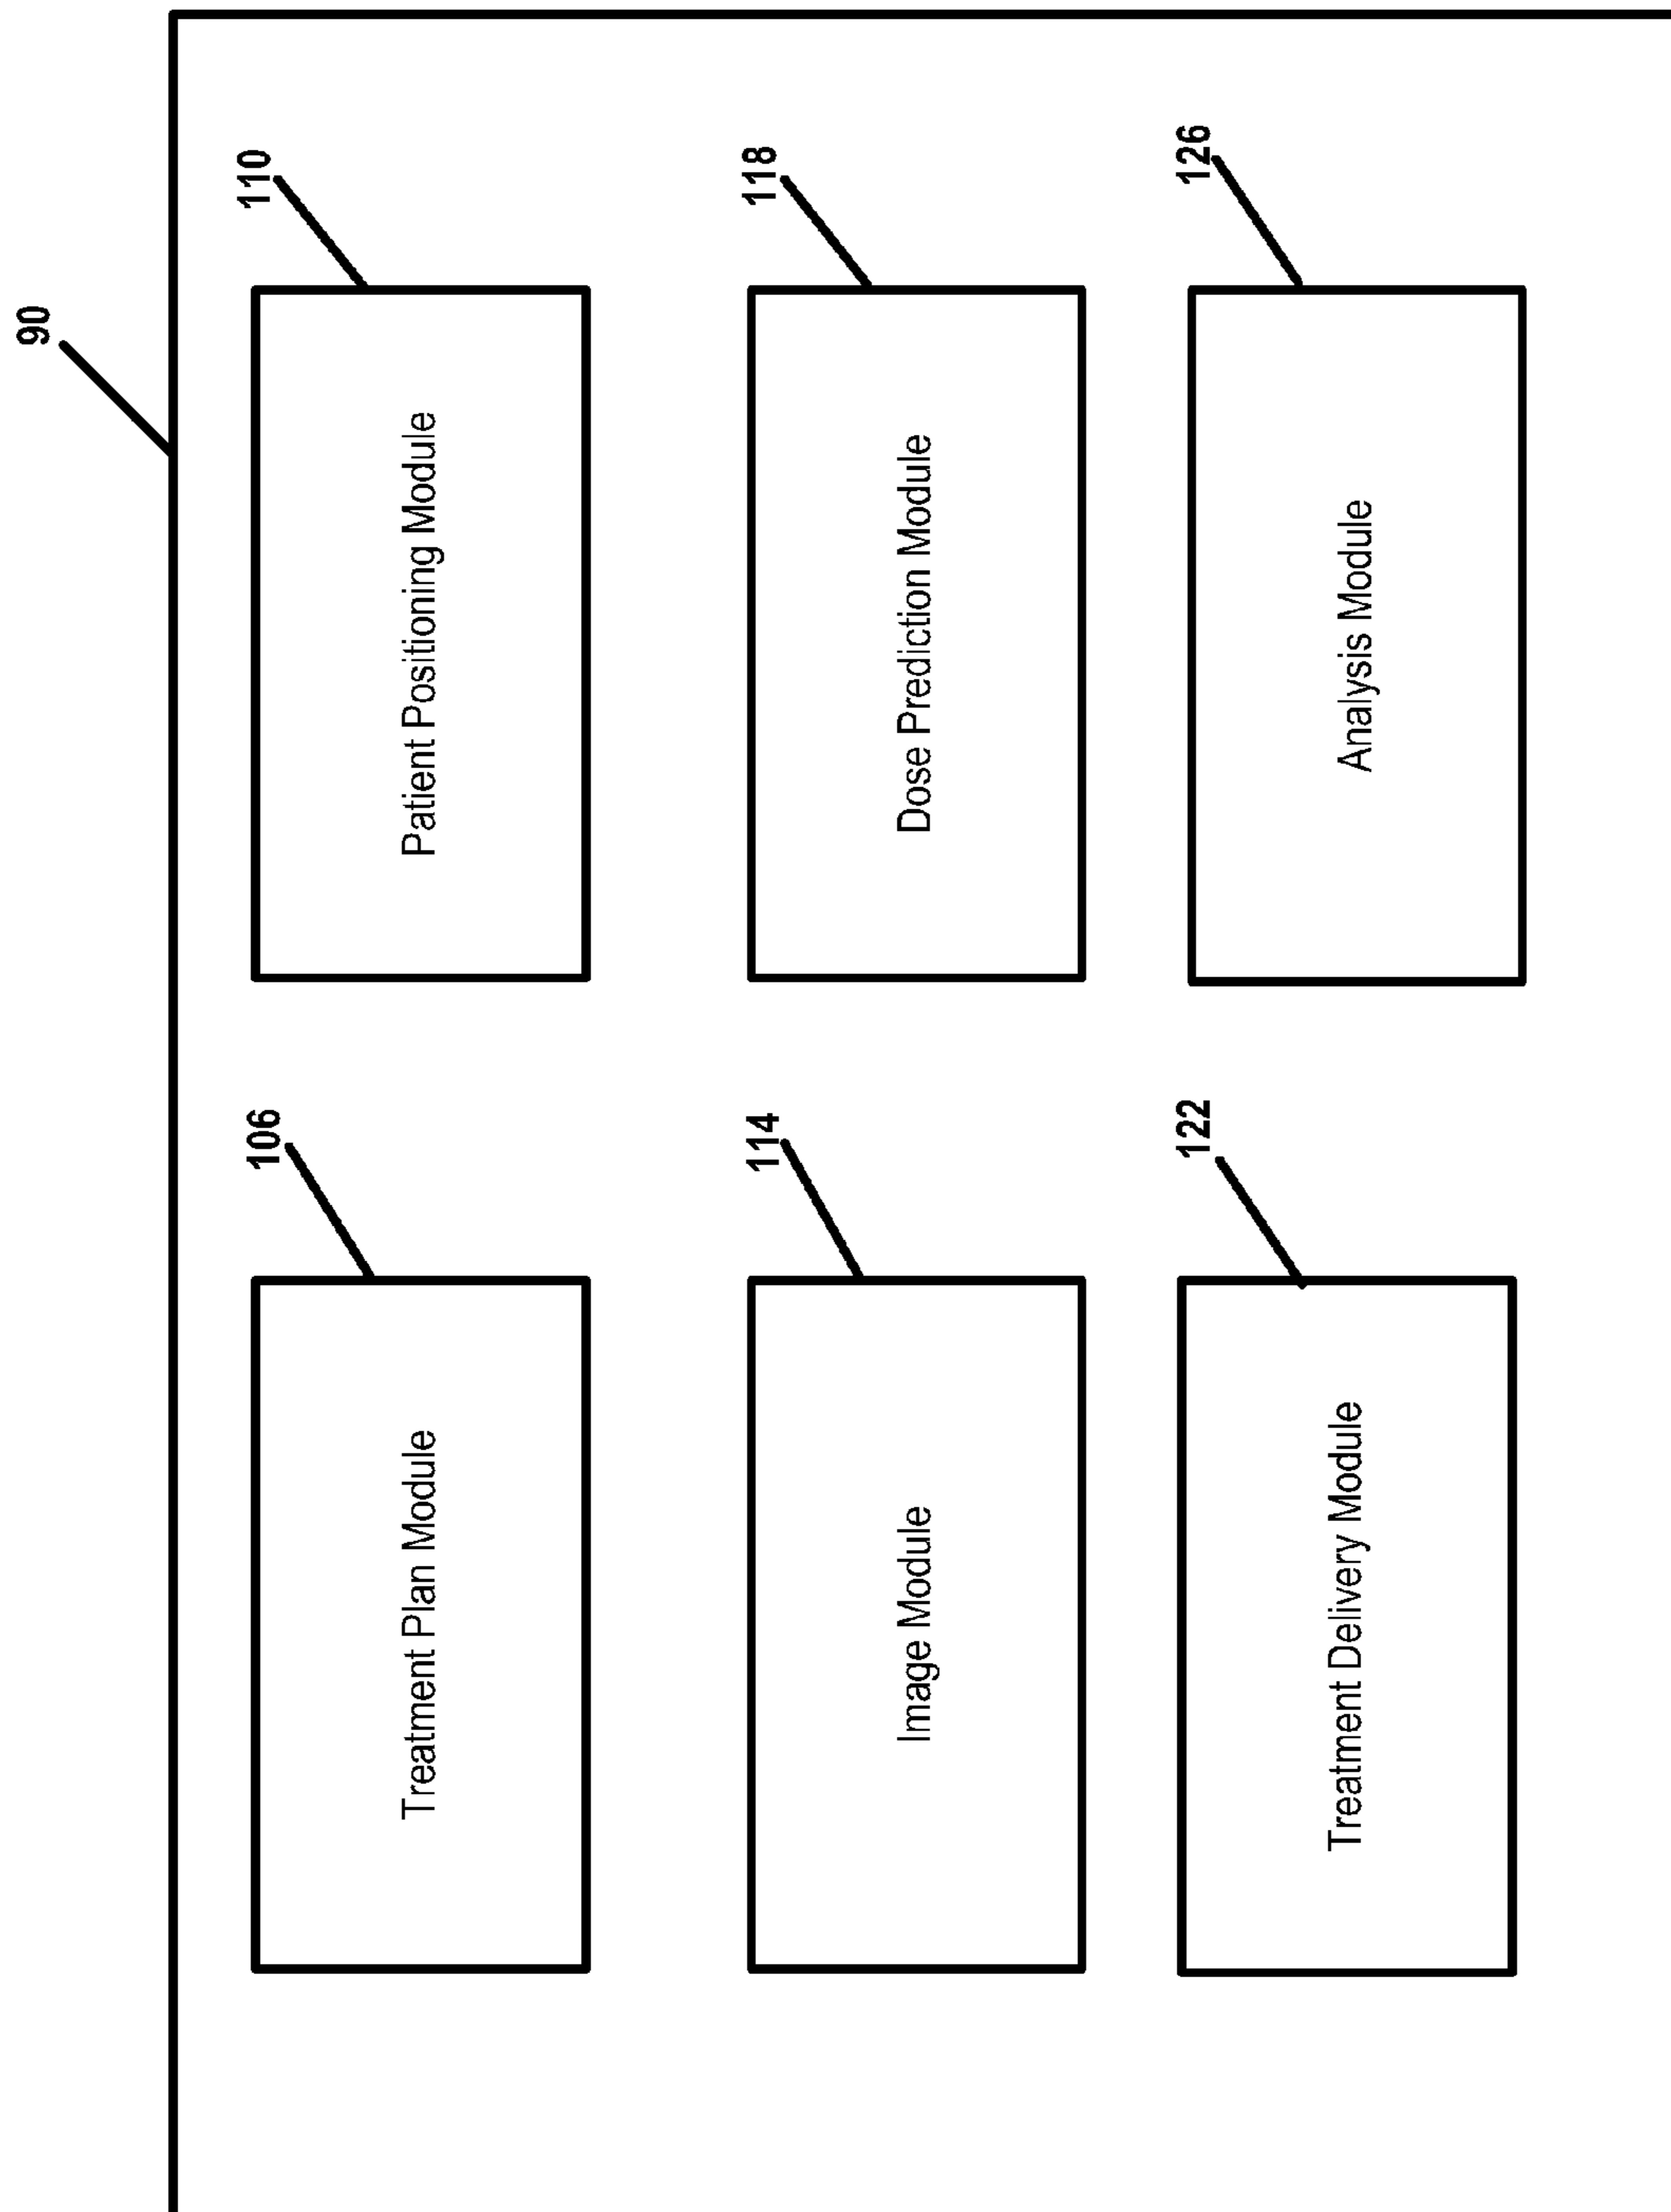 90
106
110
Treatment Plan Module
Patient Positioning Module
114
118
Image Module
Dose Prediction Module
122
126
Treatment Delivery Module
Analysis Module